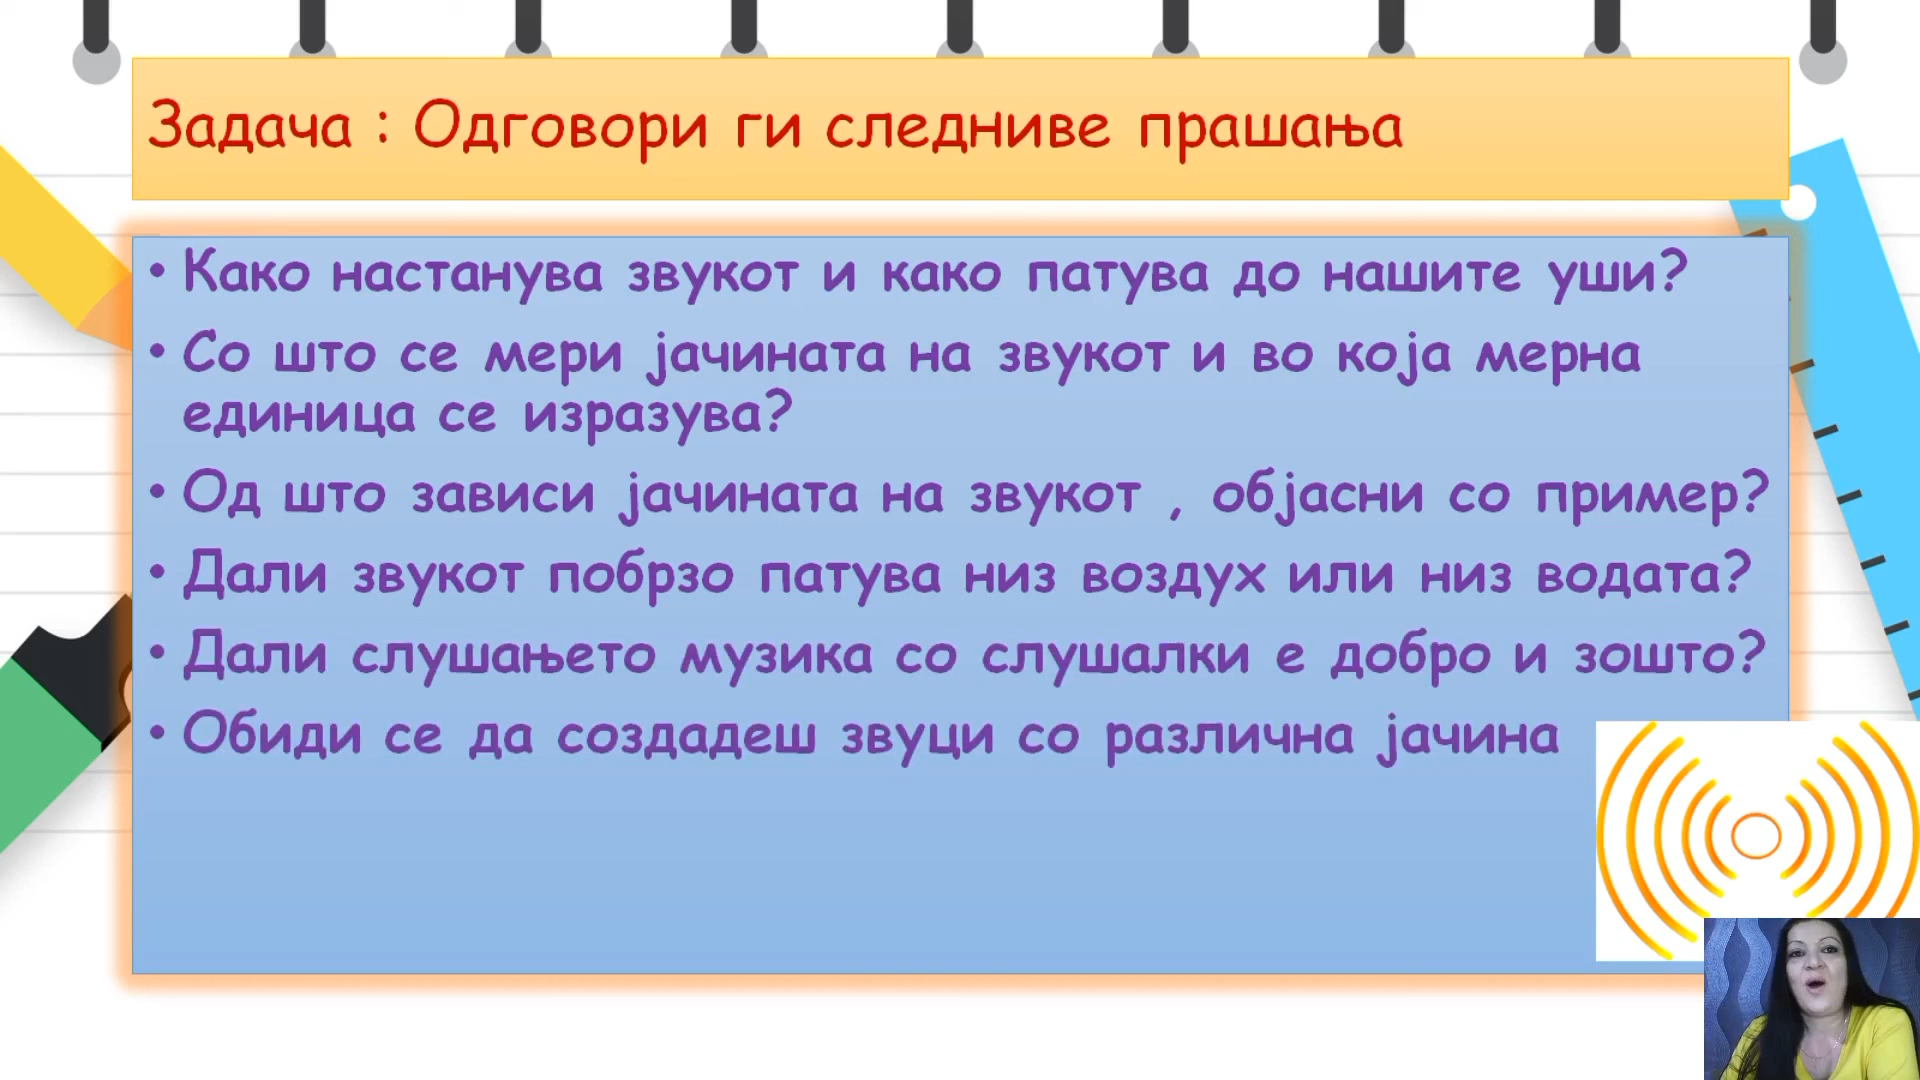 Задача : Одговори ги следниве прашања
• Како настанува звукот и како патува до нашите уши?
• Со што се мери јачината на звукот и во која мерна
единица се изразува?
• Од што зависи јачината на звукот , објасни со пример?
• Дали звукот побрзо патува низ воздух или низ водата?
• Дали слушањето музика со слушалки е добро и зошто?
• Обиди се да создадеш звуци со различна јачина